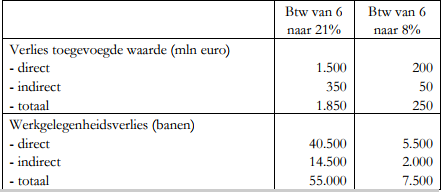 Btw van 6 Btw van 6
naar 21% naar 8%
Verlies toegevoegde waarde (mln euro)
- direct 1.500 200
- indirect 350 50
- totaal 1.850 250
Werkgelegenheidsverlies (banen)
- direct 40.500 5.500
- indirect 14.500 2.000
- totaal 55.000 7.500